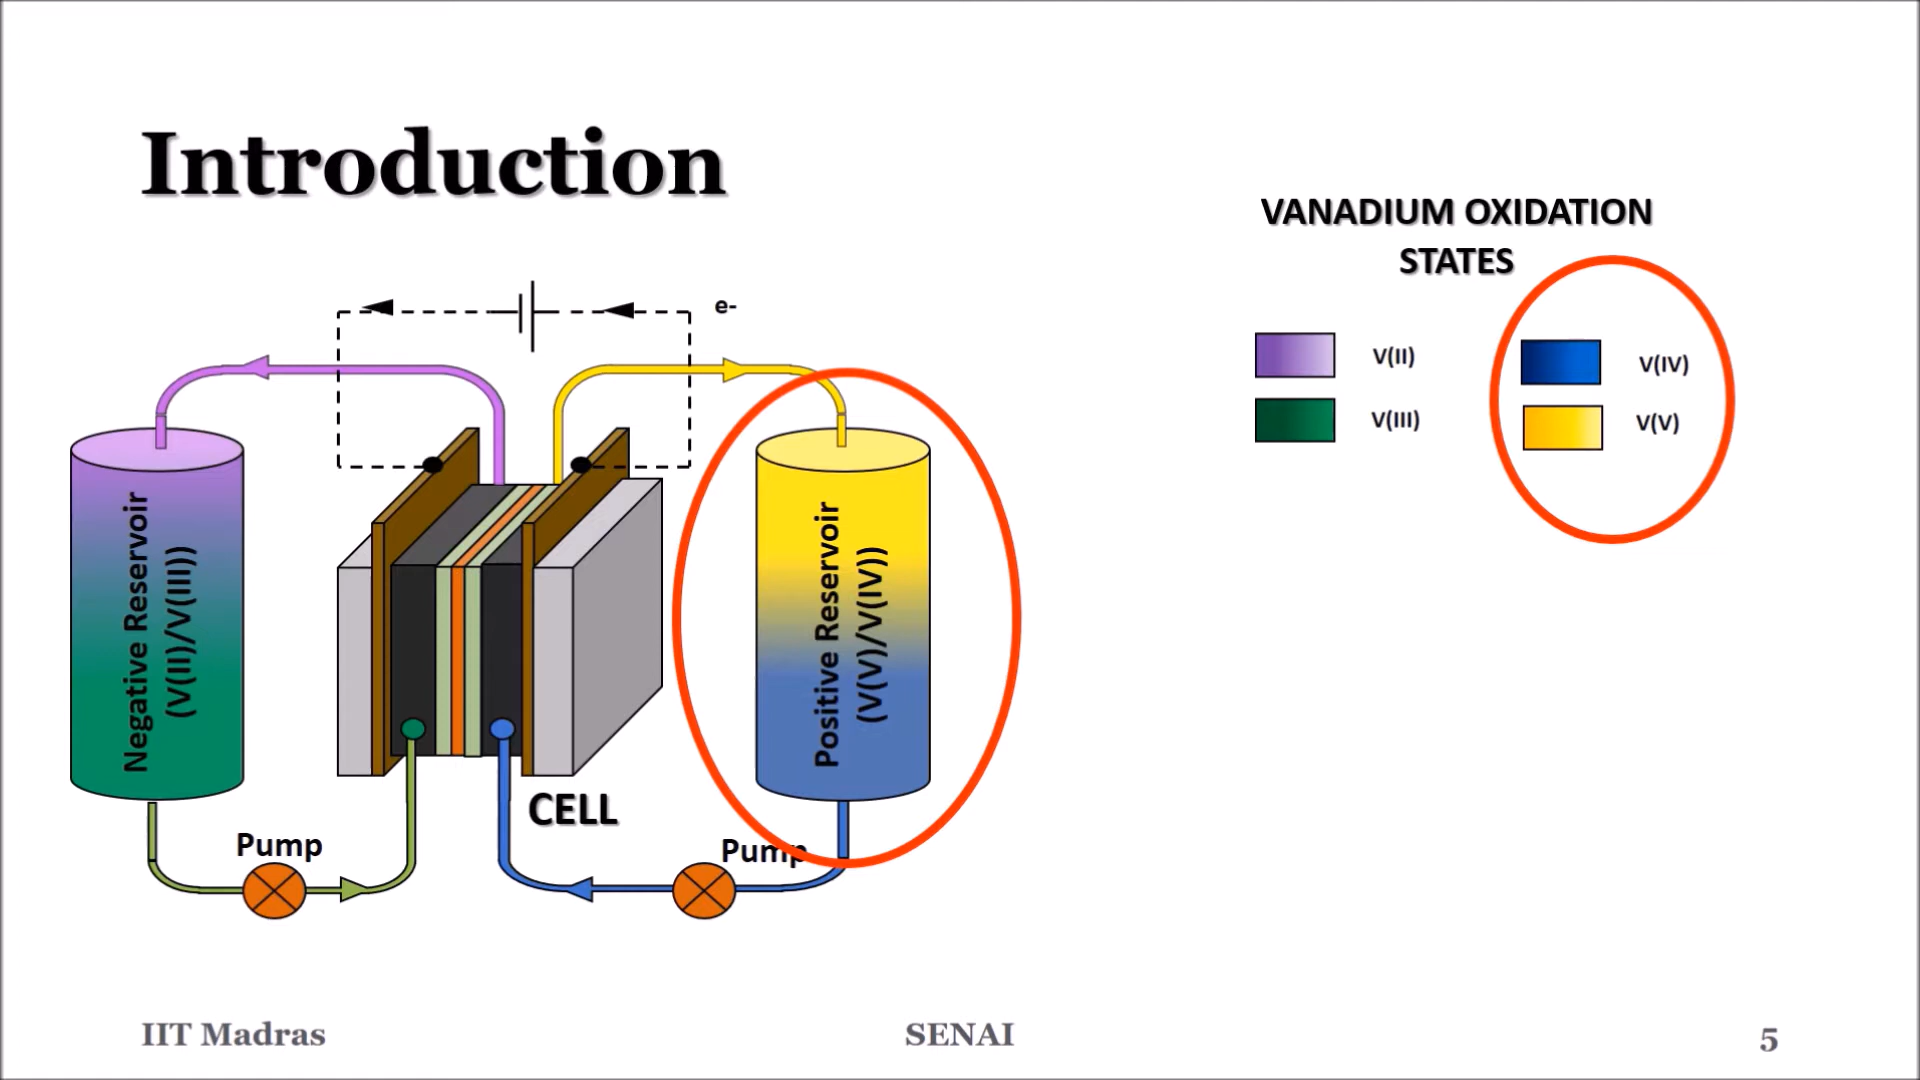 Introduction
VANADIUM OXIDATION
STATES
V(II)
V(IV)
V(III)
V(V)
e-
Negative Reservoir
(V(II)/V(III))
Positive Reservoir
(V(V)/V(IV))
CELL
Pump
Pump
IIT Madras
SENAI
5